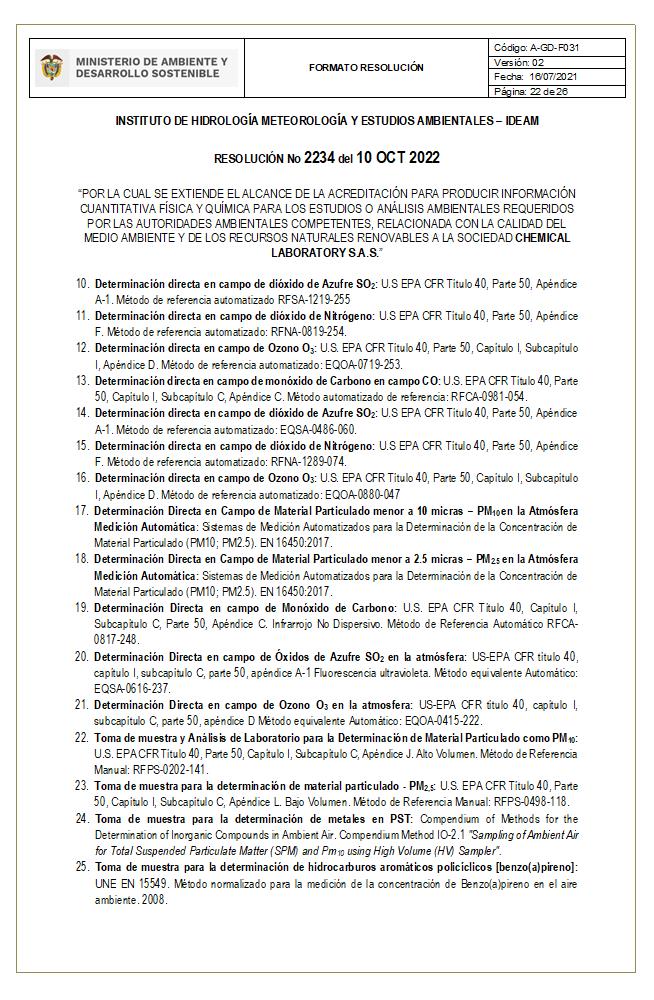 MINISTERIO DE AMBIENTE Y
DESARROLLO SOSTENIBLE
FORMATO RESOLUCIÓN
Código: A-GD-F031
Versión: 02
Fecha: 16/07/2021
Página: 22 de 26
INSTITUTO DE HIDROLOGÍA METEOROLOGÍA Y ESTUDIOS AMBIENTALES – IDEAM
RESOLUCIÓN No 2234 del 10 OCT 2022
"POR LA CUAL SE EXTIENDE EL ALCANCE DE LA ACREDITACIÓN PARA PRODUCIR INFORMACIÓN
CUANTITATIVA FÍSICA Y QUÍMICA PARA LOS ESTUDIOS O ANÁLISIS AMBIENTALES REQUERIDOS
POR LAS AUTORIDADES AMBIENTALES COMPETENTES, RELACIONADA CON LA CALIDAD DEL
MEDIO AMBIENTE Y DE LOS RECURSOS NATURALES RENOVABLES A LA SOCIEDAD CHEMICAL
LABORATORY S.A.S."
10. Determinación directa en campo de dióxido de Azufre SO₂: U.S EPA CFR Título 40, Parte 50, Apéndice
A-1. Método de referencia automatizado RFSA-1219-255
11. Determinación directa en campo de dióxido de Nitrógeno: U.S EPA CFR Título 40, Parte 50, Apéndice
F. Método de referencia automatizado: RFNA-0819-254.
12. Determinación directa en campo de Ozono O₃: U.S. EPA CFR Título 40, Parte 50, Capítulo I, Subcapítulo
I, Apéndice D. Método de referencia automatizado: EQOA-0719-253.
13. Determinación directa en campo de monóxido de Carbono en campo CO: U.S. EPA CFR Título 40, Parte
50, Capítulo I, Subcapítulo C, Apéndice C. Método automatizado de referencia: RFCA-0981-054.
14. Determinación directa en campo de dióxido de Azufre SO₂: U.S EPA CFR Título 40, Parte 50, Apéndice
A-1. Método de referencia automatizado: EQSA-0486-060.
15. Determinación directa en campo de dióxido de Nitrógeno: U.S EPA CFR Título 40, Parte 50, Apéndice
F. Método de referencia automatizado: RFNA-1289-074.
16. Determinación directa en campo de Ozono O₃: U.S. EPA CFR Título 40, Parte 50, Capítulo I, Subcapítulo
I, Apéndice D. Método de referencia automatizado: EQOA-0880-047
17. Determinación Directa en Campo de Material Particulado menor a 10 micras – PM₁₀ en la Atmósfera
Medición Automática: Sistemas de Medición Automatizados para la Determinación de la Concentración de
Material Particulado (PM10; PM2.5). EN 16450:2017.
18. Determinación Directa en Campo de Material Particulado menor a 2.5 micras – PM₂.₅ en la Atmósfera
Medición Automática: Sistemas de Medición Automatizados para la Determinación de la Concentración de
Material Particulado (PM10; PM2.5). EN 16450:2017.
19. Determinación Directa en campo de Monóxido de Carbono: U.S. EPA CFR Título 40, Capítulo I,
Subcapítulo C, Parte 50, Apéndice C. Infrarrojo No Dispersivo. Método de Referencia Automático RFCA-
0817-248.
20. Determinación Directa en campo de Óxidos de Azufre SO₂ en la atmósfera: US-EPA CFR título 40,
capítulo I, subcapítulo C, parte 50, apéndice A-1 Fluorescencia ultravioleta. Método equivalente Automático:
EQSA-0616-237.
21. Determinación Directa en campo de Ozono O₃ en la atmosfera: US-EPA CFR título 40, capítulo I,
subcapítulo C, parte 50, apéndice D Método equivalente Automático: EQOA-0415-222.
22. Toma de muestra y Análisis de Laboratorio para la Determinación de Material Particulado como PM₁₀:
U.S. EPA CFR Título 40, Parte 50, Capítulo I, Subcapítulo C, Apéndice J. Alto Volumen. Método de Referencia
Manual: RFPS-0202-141.
23. Toma de muestra para la determinación de material particulado - PM₂.₅: U.S. EPA CFR Título 40, Parte
50, Capítulo I, Subcapítulo C, Apéndice L. Bajo Volumen. Método de Referencia Manual: RFPS-0498-118.
24. Toma de muestra para la determinación de metales en PST: Compendium of Methods for the
Determination of Inorganic Compounds in Ambient Air. Compendium Method IO-2.1 "Sampling of Ambient Air
for Total Suspended Particulate Matter (SPM) and Pm₁₀ using High Volume (HV) Sampler".
25. Toma de muestra para la determinación de hidrocarburos aromáticos policíclicos [benzo(a)pireno]:
UNE EN 15549. Método normalizado para la medición de la concentración de Benzo(a)pireno en el aire
ambiente. 2008.